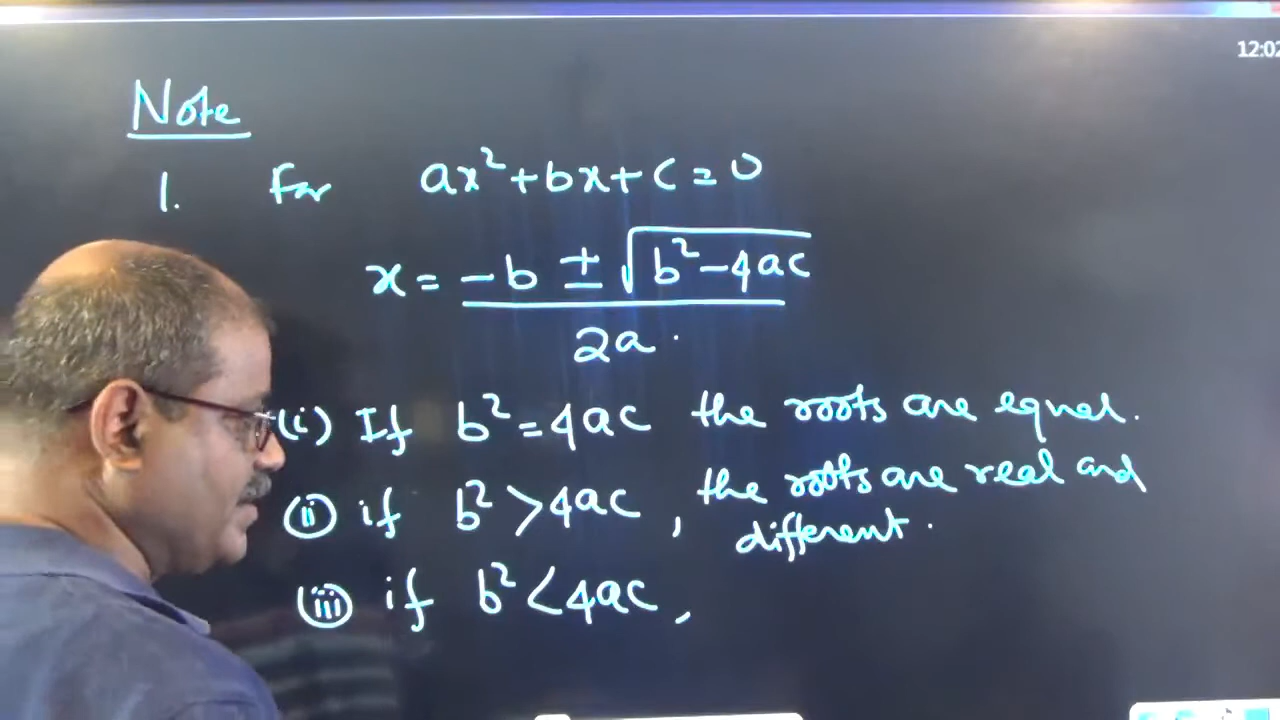 12:02
Note
1. For ax²+bx+c=0
x = -b ± √b²-4ac
2a.
(i) If b²=4ac the roots are equal.
(ii) if b²>4ac, the roots are real and
different.
(iii) if b²<4ac,